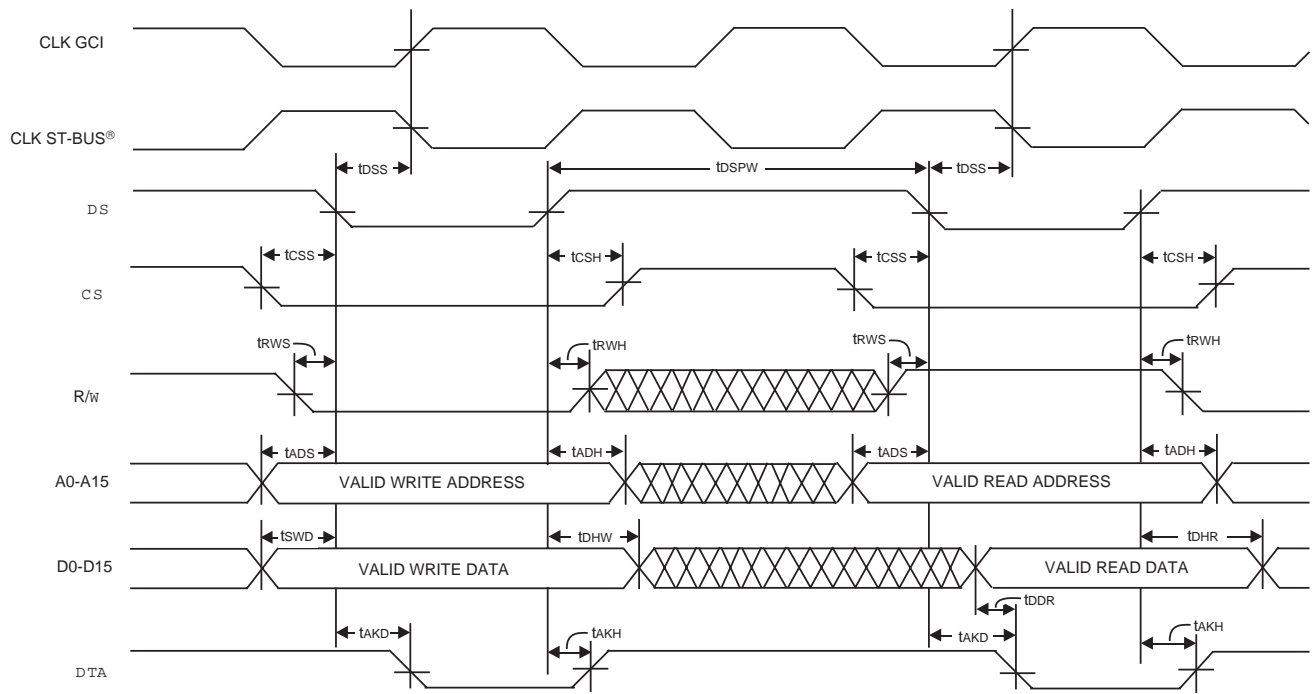 CLK GCI
CLK ST-BUS®
tDSS tDSPW tDSS
DS
tCSS tCSH tCSS tCSH
CS
tRWS tRWH tRWS tRWH
R/W
tADS tADH tADS tADH
A0-A15 VALID WRITE ADDRESS VALID READ ADDRESS
tSWD tDHW tDHR
D0-D15 VALID WRITE DATA VALID READ DATA
tDDR
tAKD tAKH tAKD tAKH
DTA